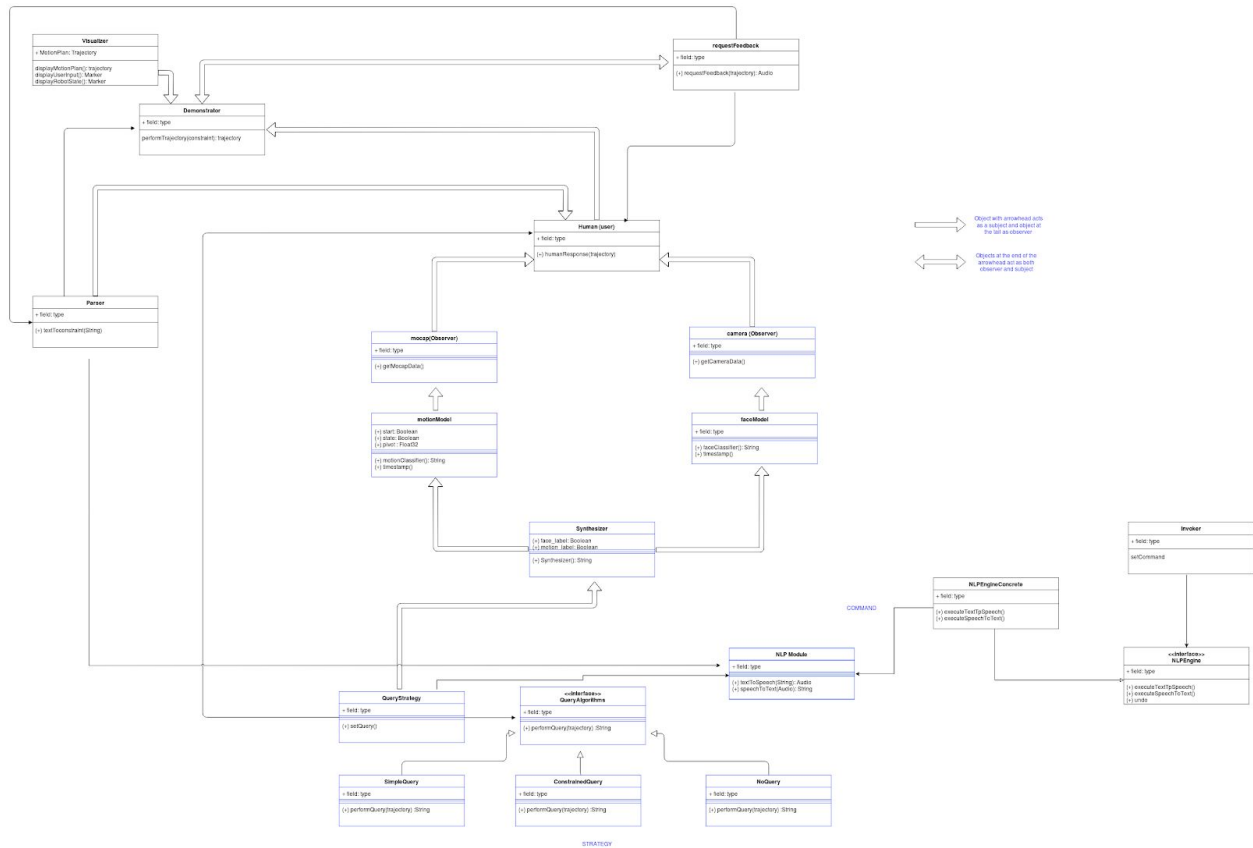 Visualizer
+ MotionPlan: Trajectory
displayMotionPlan(): trajectory
displayUserInput(): Marker
displayRobotState(): Marker
requestFeedback
+ field: type
(+) requestFeedback(trajectory): Audio
Demonstrator
+ field: type
performTrajectory(constraint): trajectory
Human (user)
+ field: type
(+) humanResponse(trajectory)
Object with arrowhead acts
as a subject and object at
the tail as observer
Objects at the end of the
arrowhead act as both
observer and subject
Parser
+ field: type
(+) textToconstraint(String)
mocap(Observer)
+ field: type
(+) getMocapData()
camera (Observer)
+ field: type
(+) getCameraData()
motionModel
(+) start: Boolean
(+) state: Boolean
(+) pivot : Float32
(+) motionClassifier(): String
(+) timestamp()
faceModel
+ field: type
(+) faceClassifier(): String
(+) timestamp()
Synthesizer
(+) face_label: Boolean
(+) motion_label: Boolean
(+) Synthesizer(): String
Invoker
+ field: type
setCommand
NLPEngineConcrete
+ field: type
(+) executeTextTpSpeech()
(+) executeSpeechToText()
COMMAND
NLP Module
+ field: type
(+) textToSpeech(String): Audio
(+) speechToText(Audio): String
<<interface>>
NLPEngine
+ field: type
(+) executeTextTpSpeech()
(+) executeSpeechToText()
(+) undo
QueryStrategy
+ field: type
(+) setQuery()
<<interface>>
QueryAlgorithms
+ field: type
(+) performQuery(trajectory) :String
SimpleQuery
+ field: type
(+) performQuery(trajectory) :String
ConstrainedQuery
+ field: type
(+) performQuery(trajectory) :String
NoQuery
+ field: type
(+) performQuery(trajectory) :String
STRATEGY